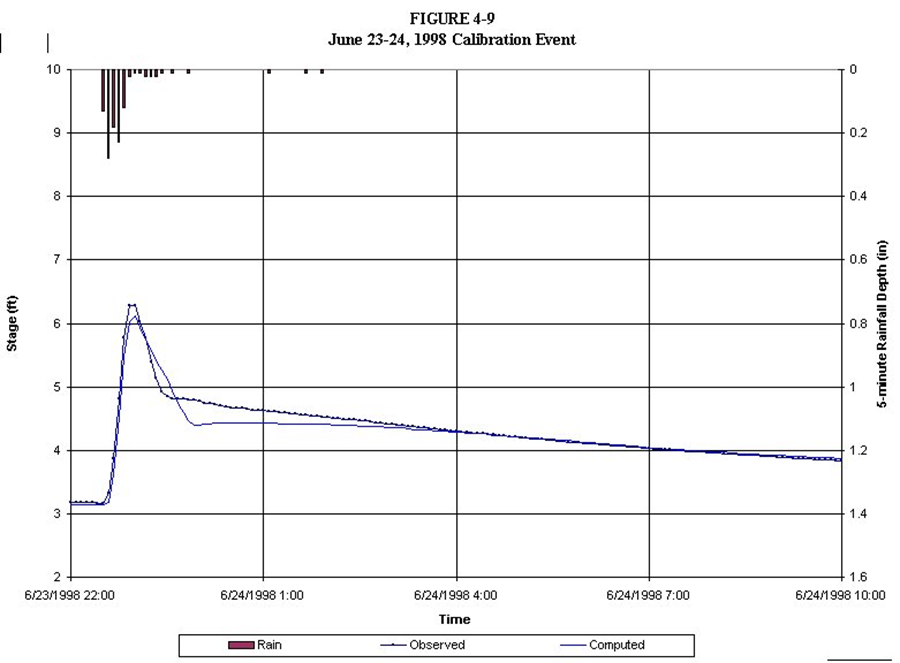 FIGURE 4-9
June 23-24, 1998 Calibration Event
10
9
8
7
6
5
4
3
2
Stage (ft)
0
0.2
0.4
0.6
0.8
1
1.2
1.4
1.6
5-minute Rainfall Depth (in)
6/23/1998 22:00 6/24/1998 1:00 6/24/1998 4:00 6/24/1998 7:00 6/24/1998 10:00
Time
Rain Observed Computed